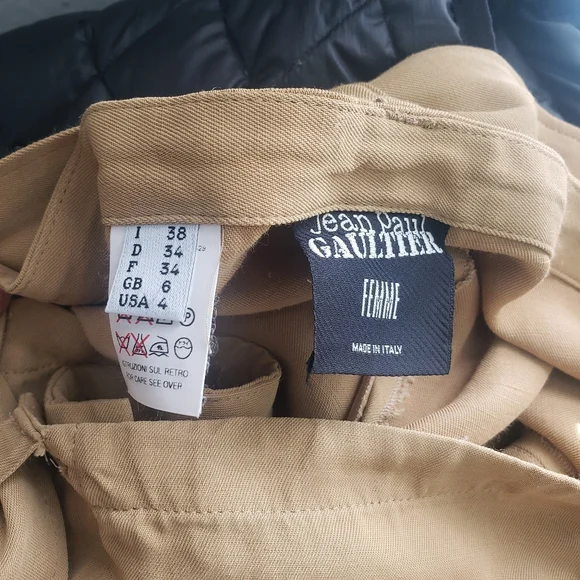 I 38
D 34
F 34
GB 6
USA 4
29
P
ISTRUZIONI SUL RETRO
FOR CARE SEE OVER
Jean Paul
GAULTIER
FEMME
MADE IN ITALY